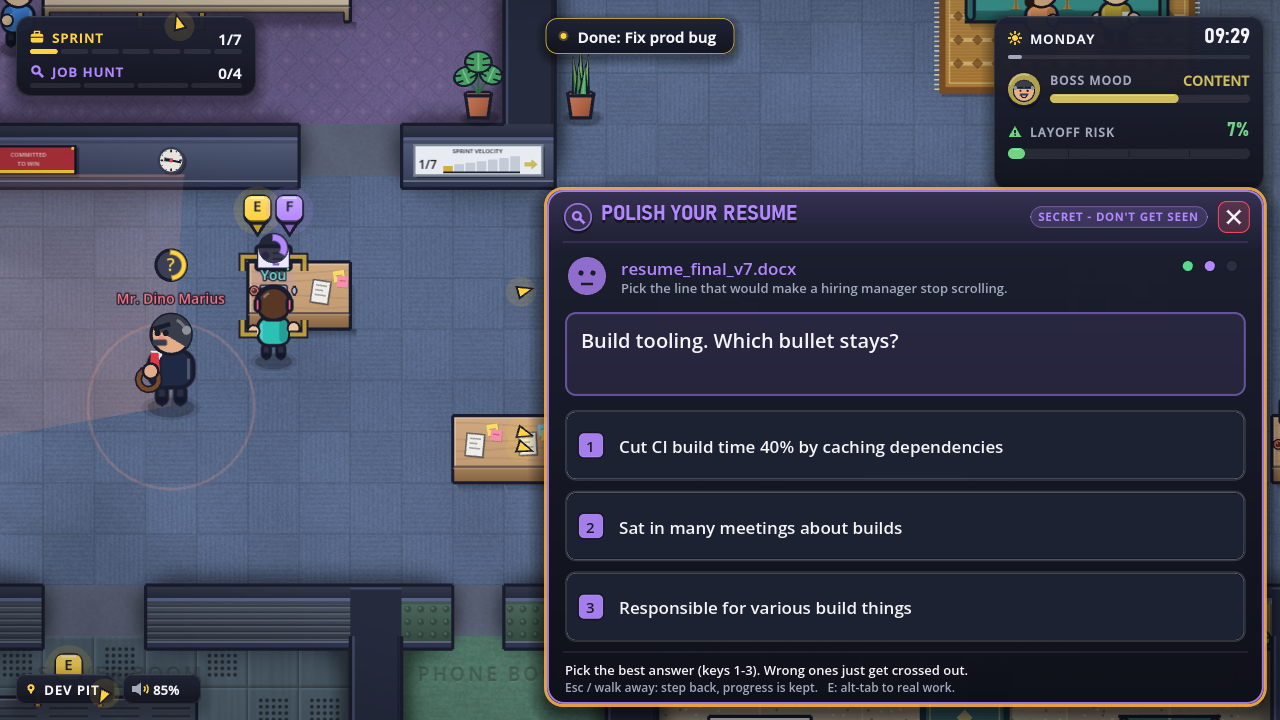 SPRINT 1/7
JOB HUNT 0/4
Done: Fix prod bug
MONDAY 09:29
BOSS MOOD CONTENT
LAYOFF RISK 7%
COMMITTED
TO WIN
SPRINT VELOCITY
1/7
E F
?
You
Mr. Dino Marius
POLISH YOUR RESUME
SECRET - DON'T GET SEEN
resume_final_v7.docx
Pick the line that would make a hiring manager stop scrolling.
Build tooling. Which bullet stays?
1 Cut CI build time 40% by caching dependencies
2 Sat in many meetings about builds
3 Responsible for various build things
Pick the best answer (keys 1-3). Wrong ones just get crossed out.
Esc / walk away: step back, progress is kept. E: alt-tab to real work.
E
PHONE BO
DEV PIT
85%